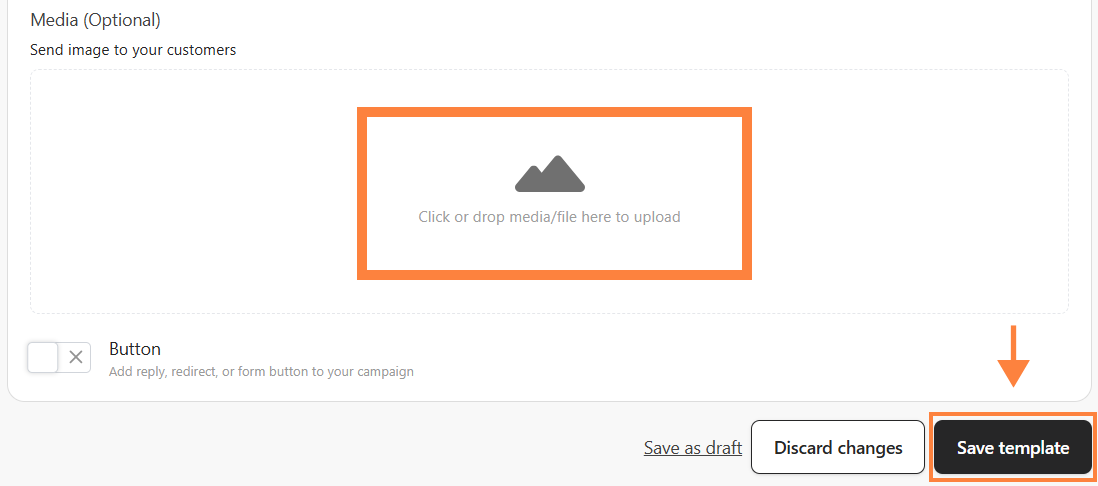 Media (Optional)
Send image to your customers
Click or drop media/file here to upload
Button
Add reply, redirect, or form button to your campaign
Save as draft
Discard changes
Save template